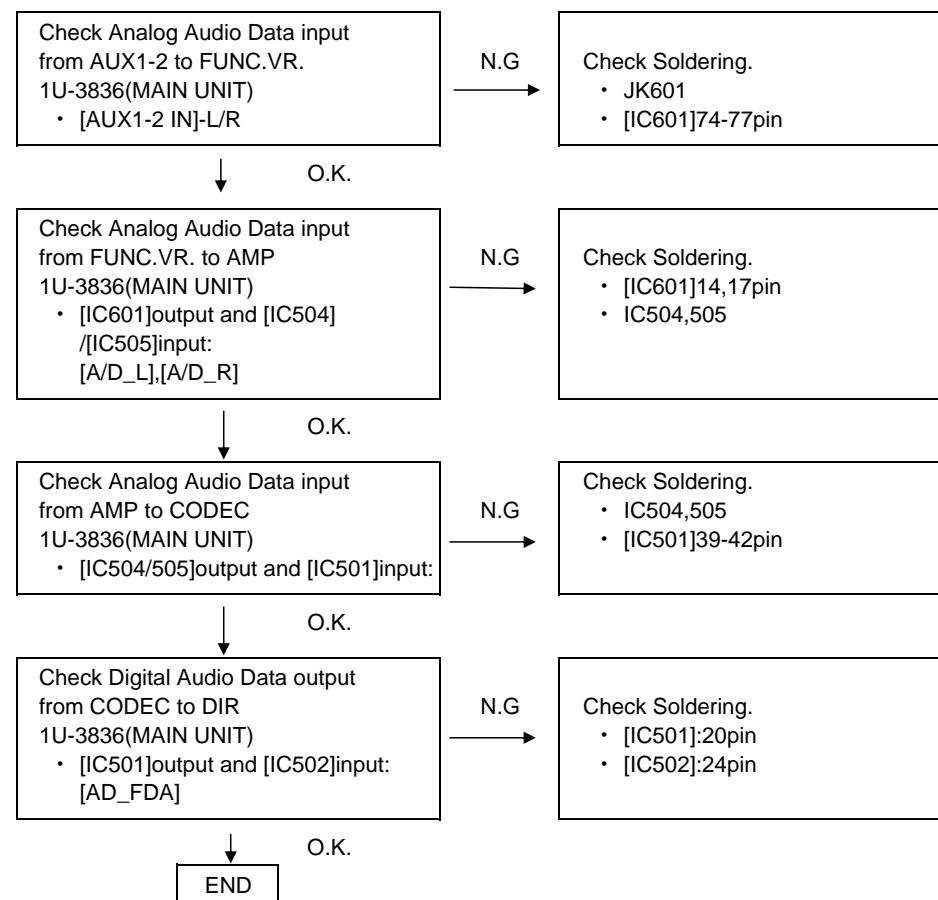 Check Analog Audio Data input
from AUX1-2 to FUNC.VR.
1U-3836(MAIN UNIT)
・ [AUX1-2 IN]-L/R
N.G
Check Soldering.
・ JK601
・ [IC601]74-77pin
O.K.
Check Analog Audio Data input
from FUNC.VR. to AMP
1U-3836(MAIN UNIT)
・ [IC601]output and [IC504]
/[IC505]input:
[A/D_L],[A/D_R]
N.G
Check Soldering.
・ [IC601]14,17pin
・ IC504,505
O.K.
Check Analog Audio Data input
from AMP to CODEC
1U-3836(MAIN UNIT)
・ [IC504/505]output and [IC501]input:
N.G
Check Soldering.
・ IC504,505
・ [IC501]39-42pin
O.K.
Check Digital Audio Data output
from CODEC to DIR
1U-3836(MAIN UNIT)
・ [IC501]output and [IC502]input:
[AD_FDA]
N.G
Check Soldering.
・ [IC501]:20pin
・ [IC502]:24pin
O.K.
END